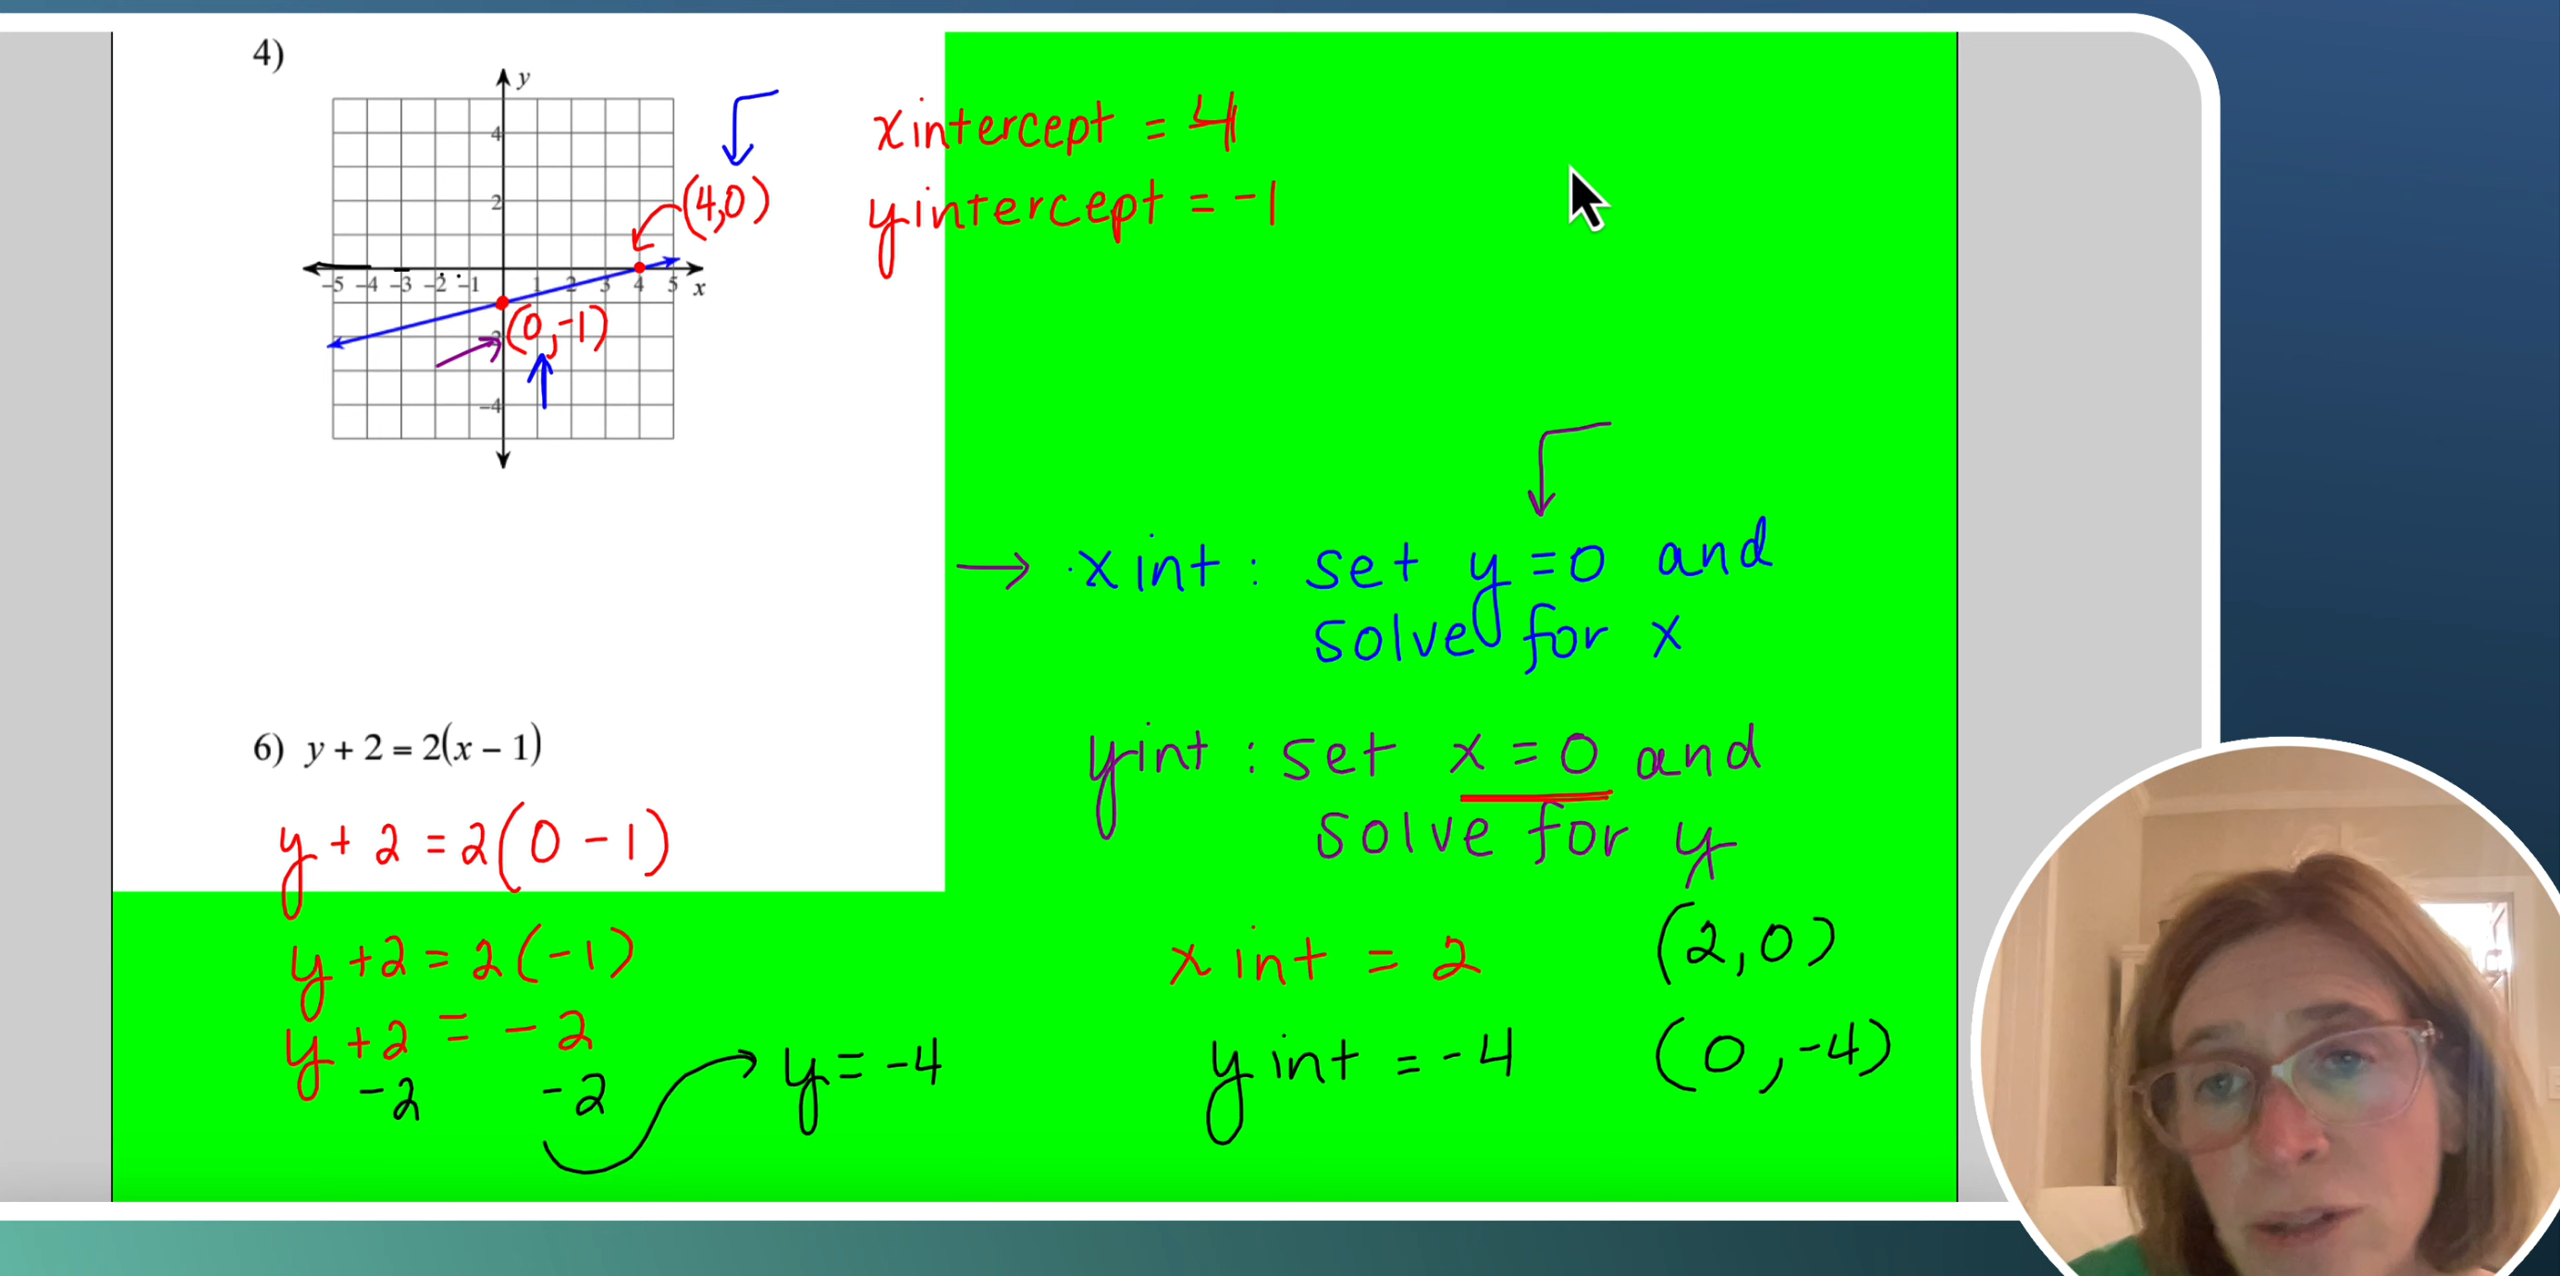 4)
y
4
2
-5 -4 -3 -2 -1 1 2 3 4 5 x
-4
(4,0)
(0,-1)
x intercept = 4
y intercept = -1
→ x int : set y = 0 and
solve for x
y int : set x = 0 and
solve for y
6) y + 2 = 2(x − 1)
y + 2 = 2(0 - 1)
y + 2 = 2(-1)
y + 2 = -2
-2 -2
y = -4
x int = 2 (2,0)
y int = -4 (0,-4)